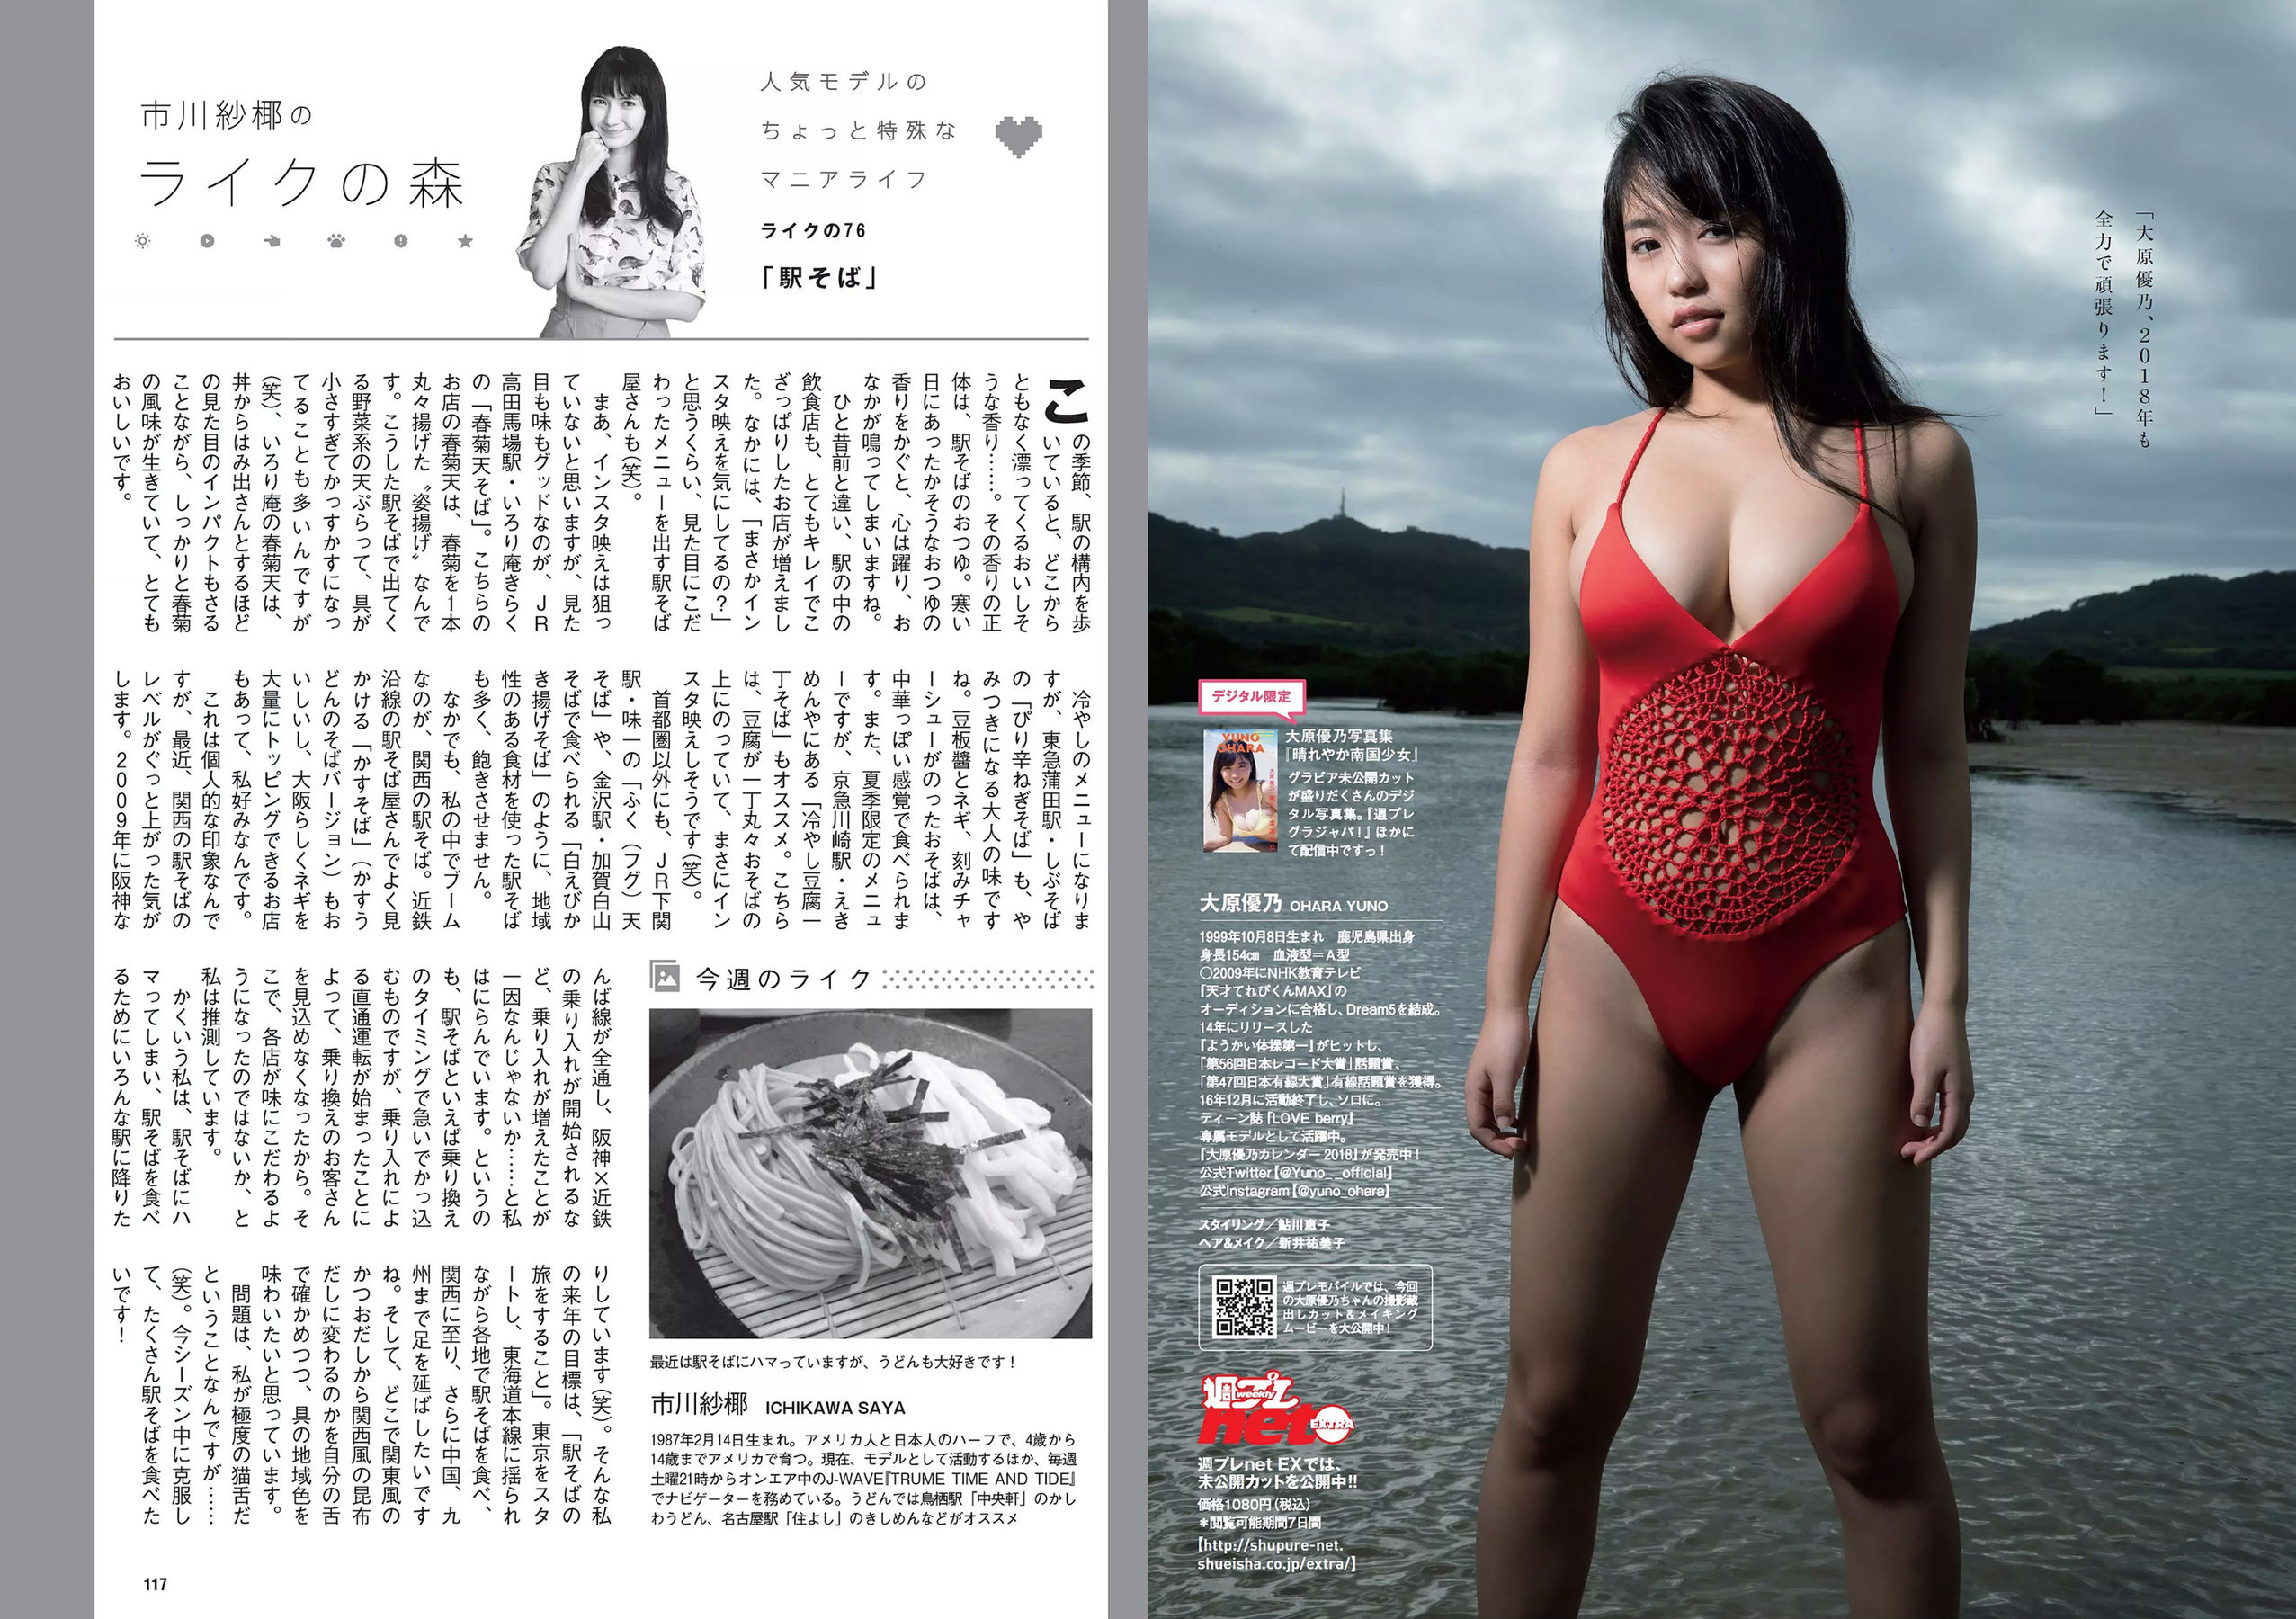 市川紗椰の
ライクの森
人気モデルの
ちょっと特殊な
マニアライフ
ライクの76
「駅そば」
この季節、駅の構内を歩
いていると、どこから
ともなく漂ってくるおいしそ
うな香り……。その香りの正
体は、駅そばのおつゆ。寒い
日にあったかそうなおつゆの
香りをかぐと、心は躍り、お
なかが鳴ってしまいますね。
ひと昔前と違い、駅の中の
飲食店も、とてもキレイでこ
ざっぱりしたお店が増えまし
た。なかには、「まさかイン
スタ映えを気にしてるの？」
と思うくらい、見た目にこだ
わったメニューを出す駅そば
屋さんも(笑)。
まあ、インスタ映えは狙っ
ていないと思いますが、見た
目も味もグッドなのが、ＪＲ
高田馬場駅・いろり庵きらく
の「春菊天そば」。こちらの
お店の春菊天は、春菊を1本
丸々揚げた〝姿揚げ〟なんで
す。こうした駅そばで出てく
る野菜系の天ぷらって、具が
小さすぎてかっすかすになっ
てることも多いんですが
(笑)、いろり庵の春菊天は、
丼からはみ出さんとするほど
の見た目のインパクトもさる
ことながら、しっかりと春菊
の風味が生きていて、とても
おいしいです。
冷やしのメニューになりま
すが、東急蒲田駅・しぶそば
の「ぴり辛ねぎそば」も、や
みつきになる大人の味です
ね。豆板醤とネギ、刻みチャ
ーシューがのったおそばは、
中華っぽい感覚で食べられま
す。また、夏季限定のメニュ
ーですが、京急川崎駅・えき
めんやにある「冷やし豆腐一
丁そば」もオススメ。こちら
は、豆腐が一丁丸々おそばの
上にのっていて、まさにイン
スタ映えしそうです(笑)。
首都圏以外にも、ＪＲ下関
駅・味一の「ふく（フグ）天
そば」や、金沢駅・加賀白山
そばで食べられる「白えびか
き揚げそば」のように、地域
性のある食材を使った駅そば
も多く、飽きさせません。
なかでも、私の中でブーム
なのが、関西の駅そば。近鉄
沿線の駅そば屋さんでよく見
かける「かすそば」（かすう
どんのそばバージョン）もお
いしいし、大阪らしくネギを
大量にトッピングできるお店
もあって、私好みなんです。
これは個人的な印象なんで
すが、最近、関西の駅そばの
レベルがぐっと上がった気が
します。2009年に阪神な
んば線が全通し、阪神×近鉄
の乗り入れが開始されるな
ど、乗り入れが増えたことが
一因なんじゃないか……と私
はにらんでいます。というの
も、駅そばといえば乗り換え
のタイミングで急いでかっ込
むものですが、乗り入れによ
る直通運転が始まったことに
よって、乗り換えのお客さん
を見込めなくなったから。そ
こで、各店が味にこだわるよ
うになったのではないか、と
私は推測しています。
かくいう私は、駅そばにハ
マってしまい、駅そばを食べ
るためにいろんな駅に降りた
りしています(笑)。そんな私
の来年の目標は、「駅そばの
旅をすること」。東京をスタ
ートし、東海道本線に揺られ
ながら各地で駅そばを食べ、
関西に至り、さらに中国、九
州まで足を延ばしたいです
ね。そして、どこで関東風の
かつおだしから関西風の昆布
だしに変わるのかを自分の舌
で確かめつつ、具の地域色を
味わいたいと思っています。
問題は、私が極度の猫舌だ
ということなんですが……
(笑)。今シーズン中に克服し
て、たくさん駅そばを食べた
いです！
今週のライク
最近は駅そばにハマっていますが、うどんも大好きです！
市川紗椰 ICHIKAWA SAYA
1987年2月14日生まれ。アメリカ人と日本人のハーフで、4歳から
14歳までアメリカで育つ。現在、モデルとして活動するほか、毎週
土曜21時からオンエア中のJ-WAVE『TRUME TIME AND TIDE』
でナビゲーターを務めている。うどんでは鳥栖駅「中央軒」のかし
わうどん、名古屋駅「住よし」のきしめんなどがオススメ
117
「大原優乃、2018年も
全力で頑張ります！」
デジタル限定
YUNO
OHARA
大原優乃写真集
『晴れやか南国少女』
グラビア未公開カット
が盛りだくさんのデジ
タル写真集。『週プレ
グラジャパ！』ほかに
て配信中ですっ！
大原優乃 OHARA YUNO
1999年10月8日生まれ　鹿児島県出身
身長154㎝　血液型＝Ａ型
○2009年にNHK教育テレビ
『天才てれびくんMAX』の
オーディションに合格し、Dream5を結成。
14年にリリースした
『ようかい体操第一』がヒットし、
「第56回日本レコード大賞」話題賞、
「第47回日本有線大賞」有線話題賞を獲得。
16年12月に活動終了し、ソロに。
ティーン誌『LOVE berry』
専属モデルとして活躍中。
『大原優乃カレンダー 2018』が発売中！
公式Twitter【@Yuno__official】
公式Instagram【@yuno_ohara】
スタイリング／鮎川恵子
ヘア&メイク／新井祐美子
週プレモバイルでは、今回
の大原優乃ちゃんの撮影蔵
出しカット＆メイキング
ムービーを大公開中！
週プレ
weekly
net EXTRA
週プレnet EXでは、
未公開カットを公開中!!
価格1080円（税込）
＊閲覧可能期間7日間
【http://shupure-net.
shueisha.co.jp/extra/】